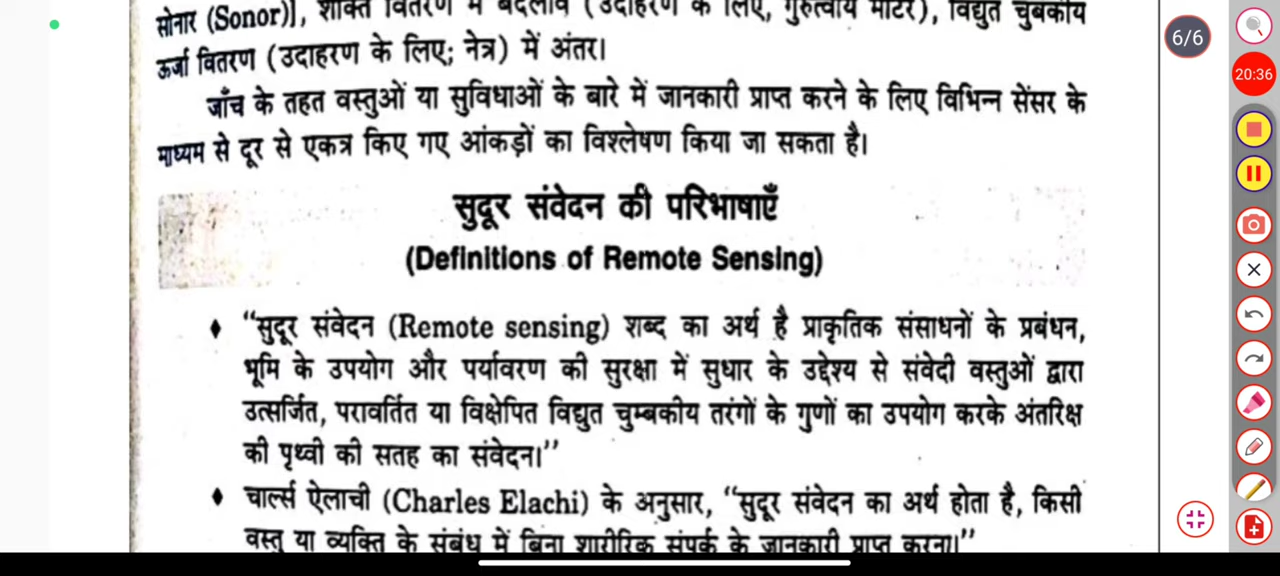 सोनार (Sonor)], शक्ति वितरण में बदलाव (उदाहरण के लिए, गुरुत्वीय मीटर), विद्युत चुबकीय
ऊर्जा वितरण (उदाहरण के लिए; नेत्र) में अंतर।
जाँच के तहत वस्तुओं या सुविधाओं के बारे में जानकारी प्राप्त करने के लिए विभिन्न सेंसर के
माध्यम से दूर से एकत्र किए गए आंकड़ों का विश्लेषण किया जा सकता है।
सुदूर संवेदन की परिभाषाएँ
(Definitions of Remote Sensing)
♦ “सुदूर संवेदन (Remote sensing) शब्द का अर्थ है प्राकृतिक संसाधनों के प्रबंधन,
भूमि के उपयोग और पर्यावरण की सुरक्षा में सुधार के उद्देश्य से संवेदी वस्तुओं द्वारा
उत्सर्जित, परावर्तित या विक्षेपित विद्युत चुम्बकीय तरंगों के गुणों का उपयोग करके अंतरिक्ष
की पृथ्वी की सतह का संवेदन।”
♦ चार्ल्स ऐलाची (Charles Elachi) के अनुसार, “सुदूर संवेदन का अर्थ होता है, किसी
वस्तु या व्यक्ति के संबंध में बिना शारीरिक संपर्क के जानकारी प्राप्त करना।”
6/6
20:36